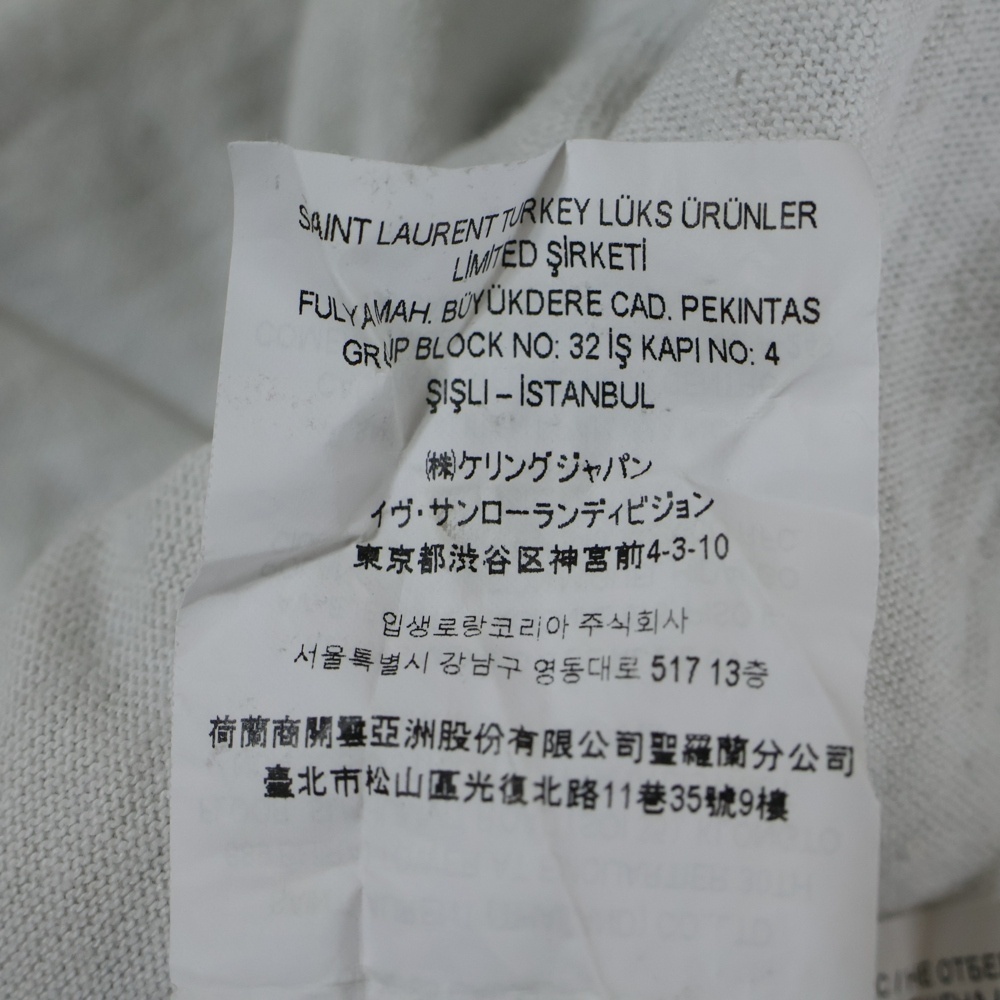 SAINT LAURENT TURKEY LÜKS ÜRÜNLER
LİMİTED ŞİRKETİ
FULYAMAH. BÜYÜKDERE CAD. PEKINTAS
GRUP BLOCK NO: 32 İŞ KAPI NO: 4
ŞIŞLI – İSTANBUL
㈱ケリングジャパン
イヴ・サンローランディビジョン
東京都渋谷区神宮前4-3-10
입생로랑코리아 주식회사
서울특별시 강남구 영동대로 517 13층
荷蘭商開雲亞洲股份有限公司聖羅蘭分公司
臺北市松山區光復北路11巷35號9樓